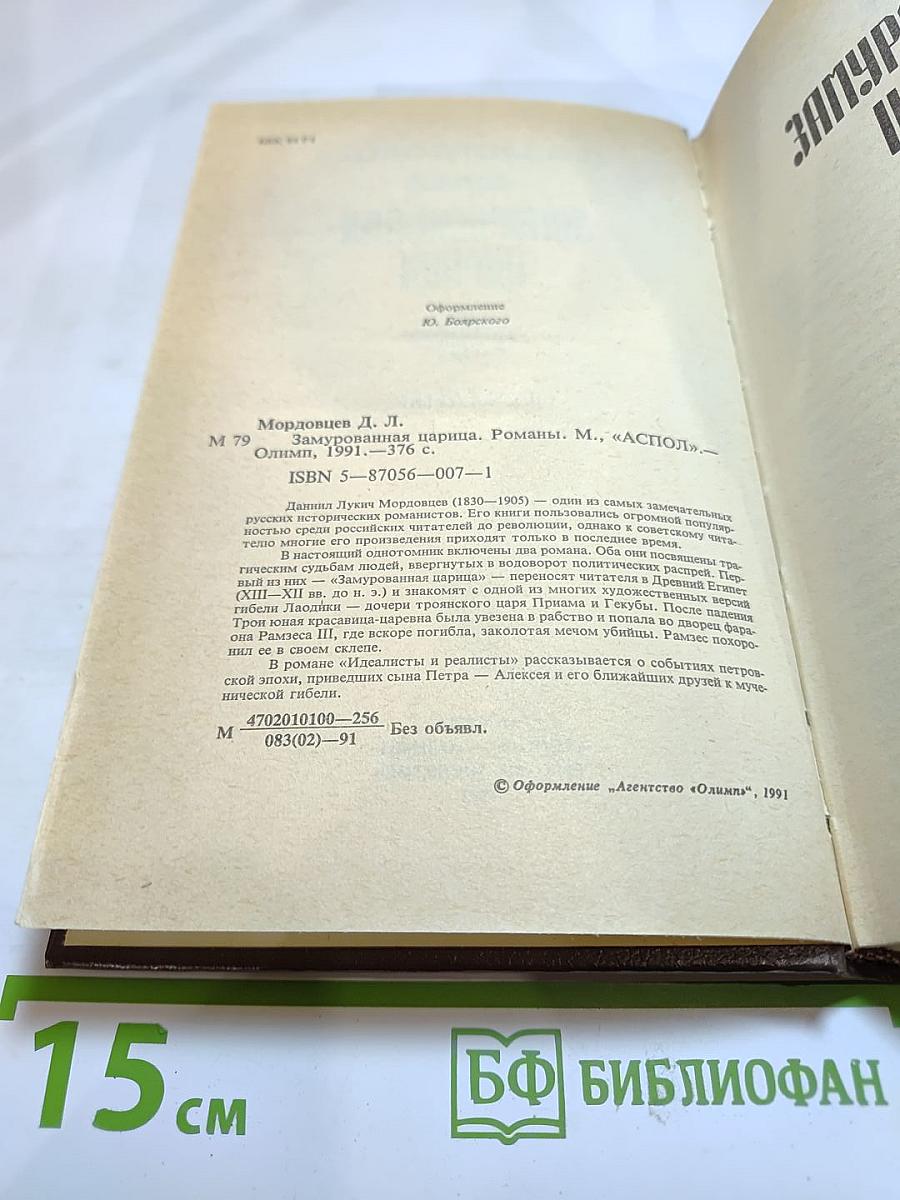 ББК 84 Р1
Оформление
Ю. Боярского
Мордовцев Д. Л.
М 79 Замурованная царица. Романы. М., «АСПОЛ».—
Олимп, 1991.—376 с.
ISBN 5—87056—007—1
Даниил Лукич Мордовцев (1830—1905) — один из самых замечательных
русских исторических романистов. Его книги пользовались огромной популяр-
ностью среди российских читателей до революции, однако к советскому чита-
телю многие его произведения приходят только в последнее время.
В настоящий однотомник включены два романа. Оба они посвящены тра-
гическим судьбам людей, ввергнутых в водоворот политических распрей. Пер-
вый из них — «Замурованная царица» — переносят читателя в Древний Египет
(XIII—XII вв. до н. э.) и знакомят с одной из многих художественных версий
гибели Лаодики — дочери троянского царя Приама и Гекубы. После падения
Трои юная красавица-царевна была увезена в рабство и попала во дворец фара-
она Рамзеса III, где вскоре погибла, заколотая мечом убийцы. Рамзес похоро-
нил ее в своем склепе.
В романе «Идеалисты и реалисты» рассказывается о событиях петров-
ской эпохи, приведших сына Петра — Алексея и его ближайших друзей к муче-
нической гибели.
М 4702010100—256
083(02)—91 Без объявл.
© Оформление „Агентство «Олимп»“, 1991
15 см
БФ БИБЛИОФАН